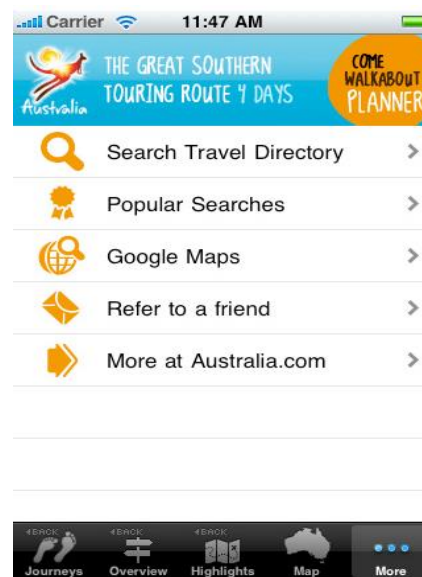 Carrier 11:47 AM
THE GREAT SOUTHERN
TOURING ROUTE 4 DAYS
Australia
COME
WALKABOUT
PLANNER
Search Travel Directory
Popular Searches
Google Maps
Refer to a friend
More at Australia.com
BACK BACK BACK
Journeys Overview Highlights Map More